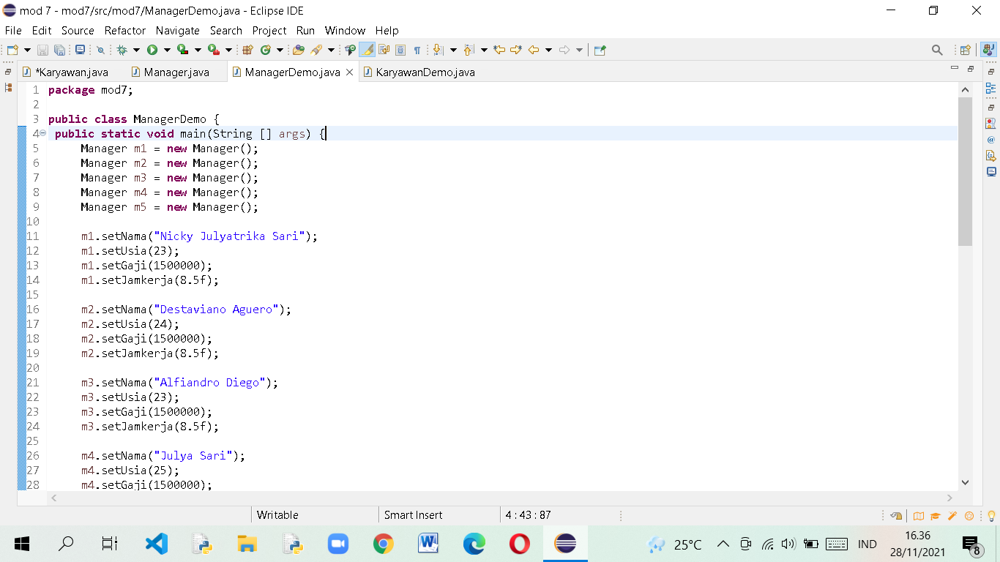 mod 7 - mod7/src/mod7/ManagerDemo.java - Eclipse IDE
File Edit Source Refactor Navigate Search Project Run Window Help
*Karyawan.java Manager.java ManagerDemo.java KaryawanDemo.java
1 package mod7;
2
3 public class ManagerDemo {
4 public static void main(String [] args) {
5 Manager m1 = new Manager();
6 Manager m2 = new Manager();
7 Manager m3 = new Manager();
8 Manager m4 = new Manager();
9 Manager m5 = new Manager();
10
11 m1.setNama("Nicky Julyatrika Sari");
12 m1.setUsia(23);
13 m1.setGaji(1500000);
14 m1.setJamkerja(8.5f);
15
16 m2.setNama("Destaviano Aguero");
17 m2.setUsia(24);
18 m2.setGaji(1500000);
19 m2.setJamkerja(8.5f);
20
21 m3.setNama("Alfiandro Diego");
22 m3.setUsia(23);
23 m3.setGaji(1500000);
24 m3.setJamkerja(8.5f);
25
26 m4.setNama("Julya Sari");
27 m4.setUsia(25);
28 m4.setGaji(1500000);
Writable Smart Insert 4 : 43 : 87
25°C IND 16.36
28/11/2021
8